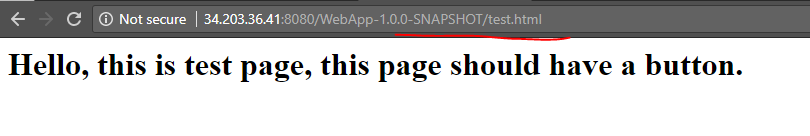 Not secure | 34.203.36.41:8080/WebApp-1.0.0-SNAPSHOT/test.html
Hello, this is test page, this page should have a button.